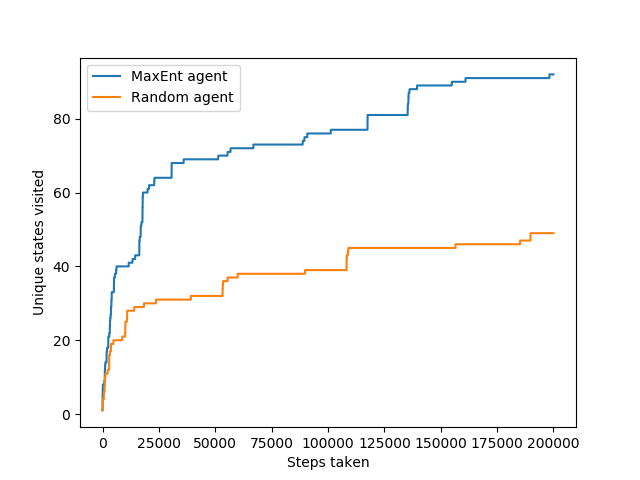 MaxEnt agent
Random agent
Unique states visited
80
60
40
20
0
0 25000 50000 75000 100000 125000 150000 175000 200000
Steps taken